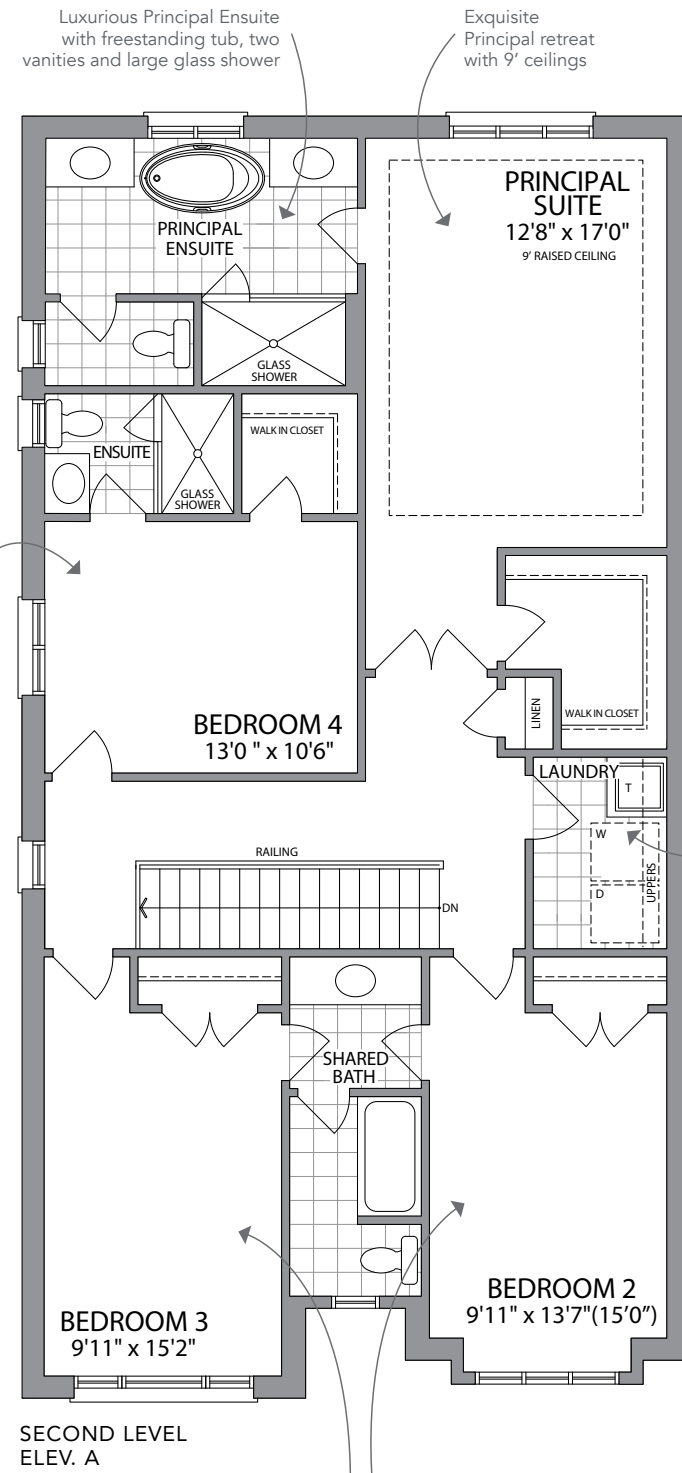 Luxurious Principal Ensuite
with freestanding tub, two
vanities and large glass shower
Exquisite
Principal retreat
with 9’ ceilings
PRINCIPAL
SUITE
12'8" x 17'0"
9' RAISED CEILING
PRINCIPAL
ENSUITE
GLASS
SHOWER
WALK IN CLOSET
ENSUITE
GLASS
SHOWER
BEDROOM 4
13'0 " x 10'6"
LINEN
WALK IN CLOSET
LAUNDRY
T
W
D
UPPERS
RAILING
DN
SHARED
BATH
BEDROOM 3
9'11" x 15'2"
BEDROOM 2
9'11" x 13'7"(15'0”)
SECOND LEVEL
ELEV. A